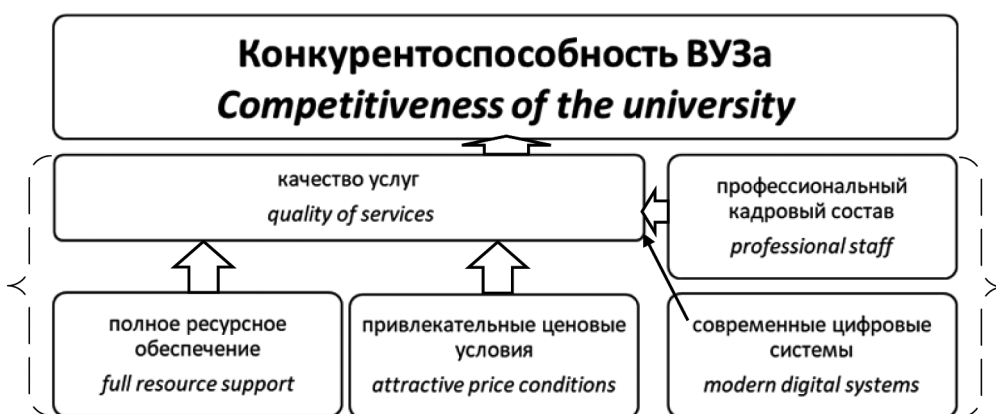 Конкурентоспособность ВУЗа
Competitiveness of the university
качество услуг
quality of services
профессиональный
кадровый состав
professional staff
полное ресурсное
обеспечение
full resource support
привлекательные ценовые
условия
attractive price conditions
современные цифровые
системы
modern digital systems